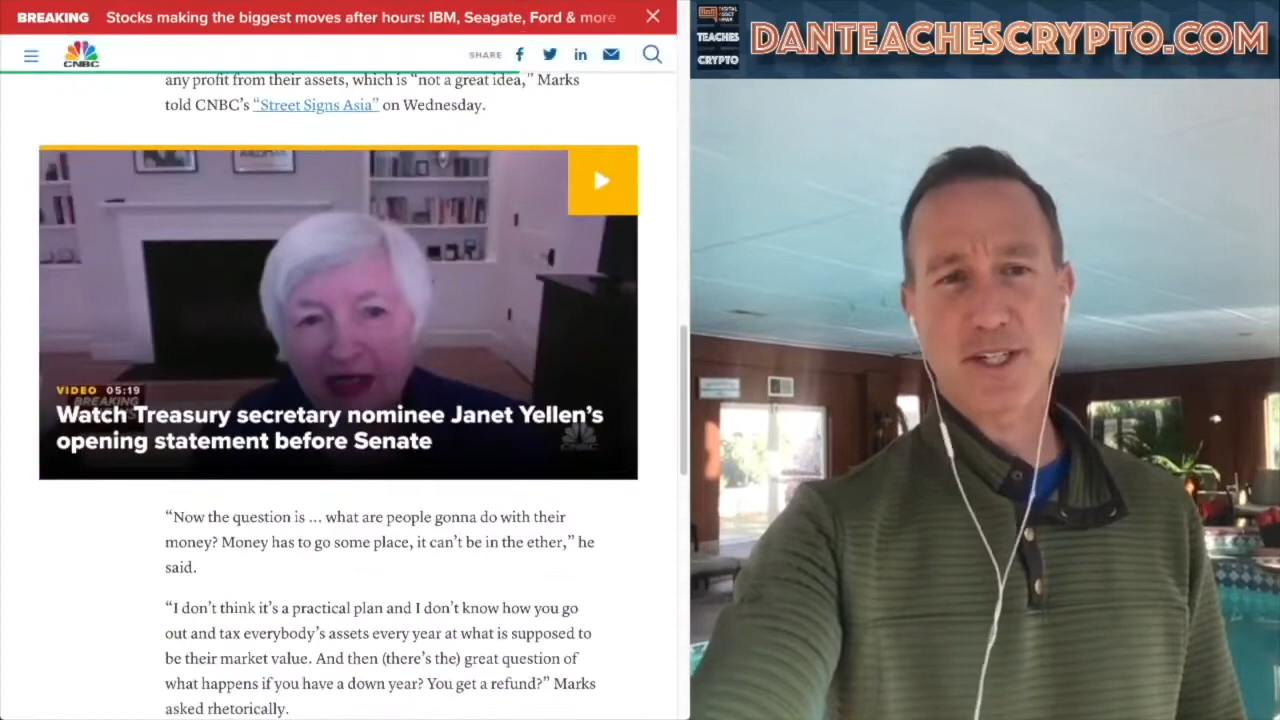 BREAKING Stocks making the biggest moves after hours: IBM, Seagate, Ford & more
CNBC
SHARE
any profit from their assets, which is “not a great idea,” Marks
told CNBC’s “Street Signs Asia” on Wednesday.
VIDEO 05:19
BREAKING
Watch Treasury secretary nominee Janet Yellen’s
opening statement before Senate
CNBC
“Now the question is ... what are people gonna do with their
money? Money has to go some place, it can’t be in the ether,” he
said.
“I don’t think it’s a practical plan and I don’t know how you go
out and tax everybody’s assets every year at what is supposed to
be their market value. And then (there’s the) great question of
what happens if you have a down year? You get a refund?” Marks
asked rhetorically.
TEACHES
CRYPTO
DANTEACHESCRYPTO.COM